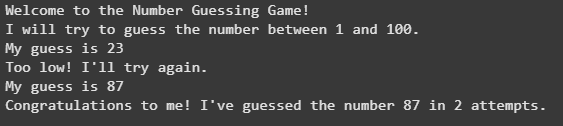 Welcome to the Number Guessing Game!
I will try to guess the number between 1 and 100.
My guess is 23
Too low! I'll try again.
My guess is 87
Congratulations to me! I've guessed the number 87 in 2 attempts.